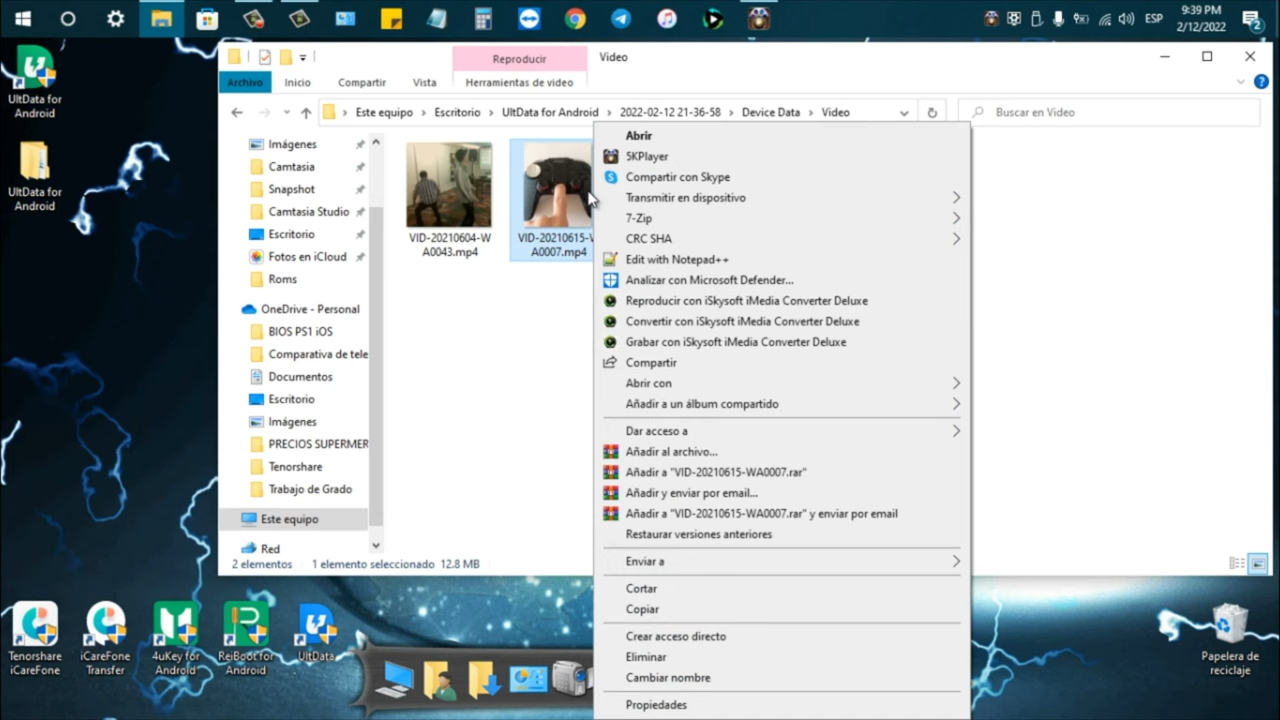 ESP
9:39 PM
2/12/2022
2
Reproducir
Video
Archivo
Inicio
Compartir
Vista
Herramientas de video
Este equipo
Escritorio
UltData for Android
2022-02-12 21-36-58
Device Data
Video
Buscar en Video
Imágenes
Camtasia
Snapshot
Camtasia Studio
Escritorio
Fotos en iCloud
Roms
OneDrive - Personal
BIOS PS1 iOS
Comparativa de tele
Documentos
Escritorio
Imágenes
PRECIOS SUPERMER
Tenorshare
Trabajo de Grado
Este equipo
Red
VID-20210604-W
A0043.mp4
VID-20210615-W
A0007.mp4
2 elementos
1 elemento seleccionado
12.8 MB
Abrir
5KPlayer
Compartir con Skype
Transmitir en dispositivo
7-Zip
CRC SHA
Edit with Notepad++
Analizar con Microsoft Defender...
Reproducir con iSkysoft iMedia Converter Deluxe
Convertir con iSkysoft iMedia Converter Deluxe
Grabar con iSkysoft iMedia Converter Deluxe
Compartir
Abrir con
Añadir a un álbum compartido
Dar acceso a
Añadir al archivo...
Añadir a "VID-20210615-WA0007.rar"
Añadir y enviar por email...
Añadir a "VID-20210615-WA0007.rar" y enviar por email
Restaurar versiones anteriores
Enviar a
Cortar
Copiar
Crear acceso directo
Eliminar
Cambiar nombre
Propiedades
UltData for
Android
UltData for
Android
Tenorshare
iCareFone
iCareFone
Transfer
4uKey for
Android
ReiBoot for
Android
UltData
Papelera de
reciclaje